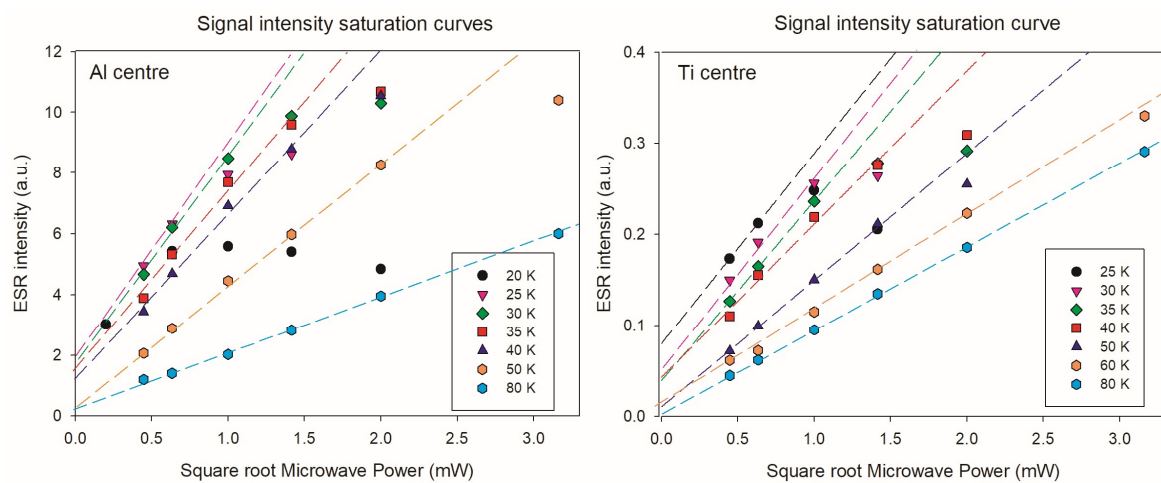 Signal intensity saturation curves
Al centre
ESR intensity (a.u.)
12
10
8
6
4
2
0
20 K
25 K
30 K
35 K
40 K
50 K
80 K
0.0 0.5 1.0 1.5 2.0 2.5 3.0
Square root Microwave Power (mW)
Signal intensity saturation curve
Ti centre
ESR intensity (a.u.)
0.4
0.3
0.2
0.1
0.0
25 K
30 K
35 K
40 K
50 K
60 K
80 K
0.0 0.5 1.0 1.5 2.0 2.5 3.0
Square root Microwave Power (mW)